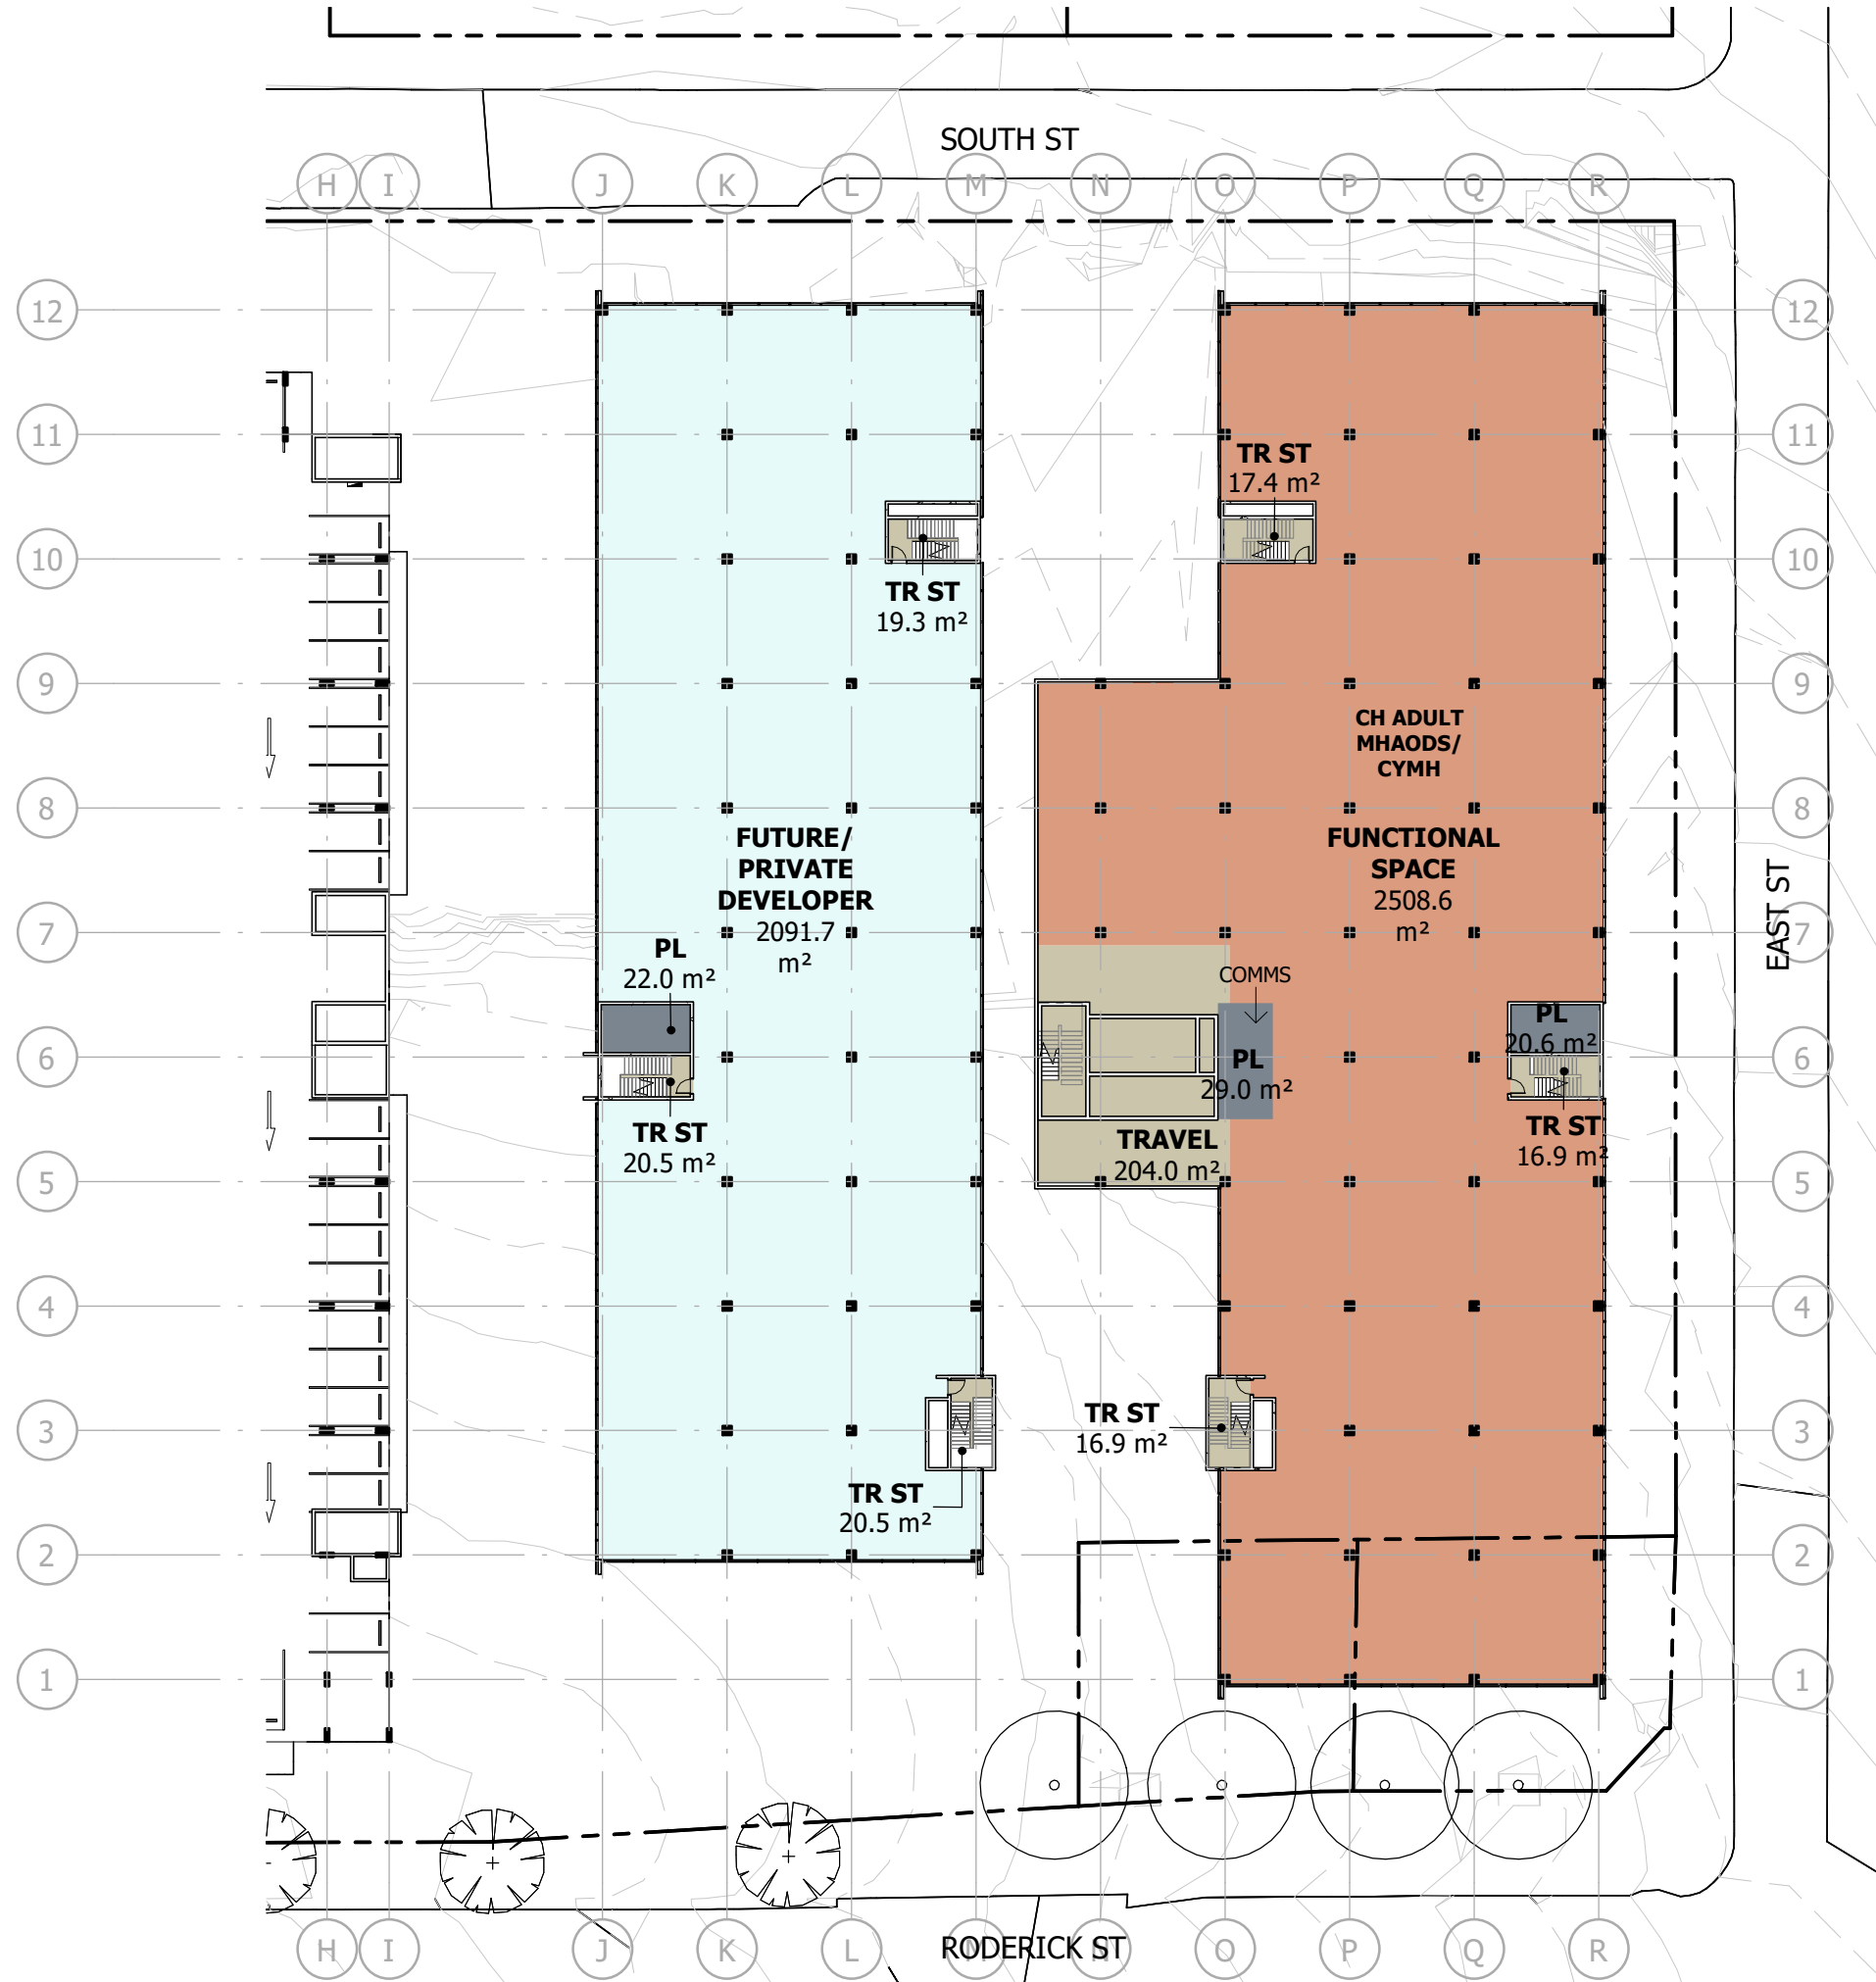 SOUTH ST
H I J K L M N O P Q R
12 12
11 11
TR ST
17.4 m²
10 10
TR ST
19.3 m²
9 9
CH ADULT
MHAODS/
CYMH
8 8
FUTURE/
PRIVATE
DEVELOPER
2091.7
m²
FUNCTIONAL
SPACE
2508.6
m²
EAST ST
7 7
PL
22.0 m²
COMMS
PL
20.6 m²
6 6
PL
29.0 m²
TR ST
20.5 m²
TRAVEL
204.0 m²
TR ST
16.9 m²
5 5
4 4
TR ST
16.9 m²
3 3
TR ST
20.5 m²
2 2
1 1
H I J K L M N O P Q R
RODERICK ST